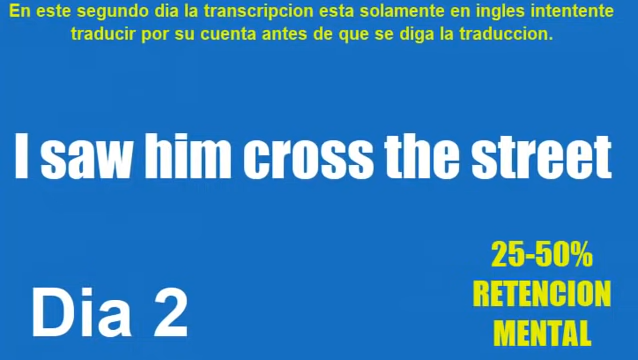 En este segundo dia la transcripcion esta solamente en ingles intentente
traducir por su cuenta antes de que se diga la traduccion.
I saw him cross the street
25-50%
RETENCION
MENTAL
Dia 2